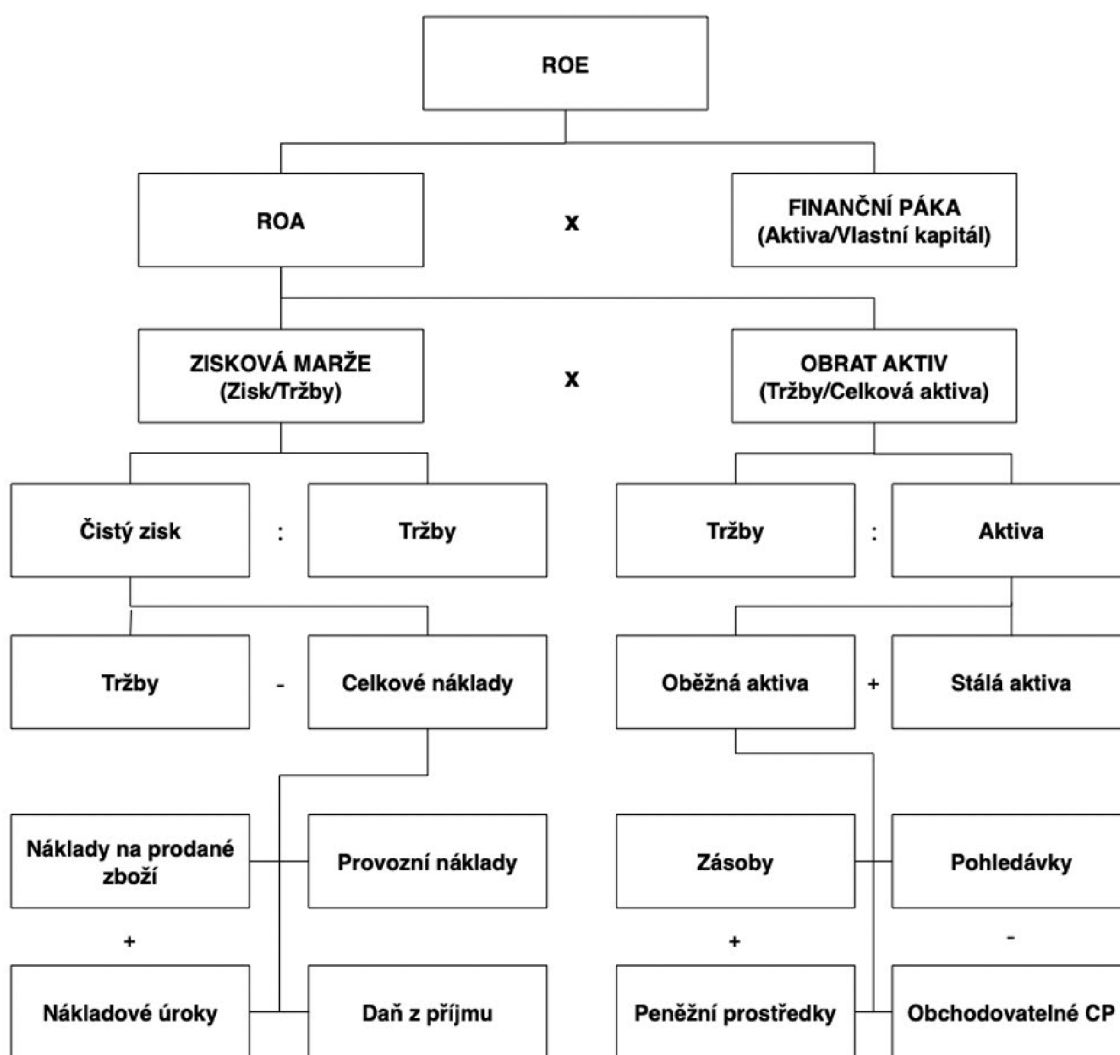 ROE
ROA
x
FINANČNÍ PÁKA
(Aktiva/Vlastní kapitál)
ZISKOVÁ MARŽE
(Zisk/Tržby)
x
OBRAT AKTIV
(Tržby/Celková aktiva)
Čistý zisk
:
Tržby
Tržby
:
Aktiva
Tržby
-
Celkové náklady
Oběžná aktiva
+
Stálá aktiva
Náklady na prodané
zboží
Provozní náklady
Zásoby
Pohledávky
+
+
-
Nákladové úroky
Daň z příjmu
Peněžní prostředky
Obchodovatelné CP